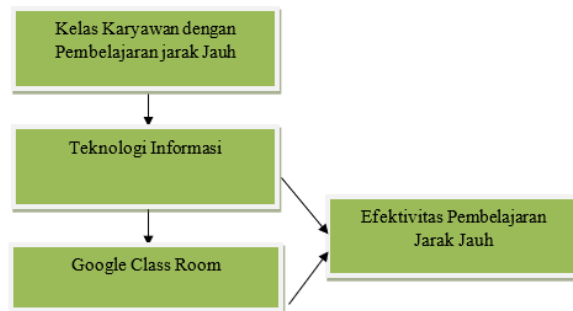 Kelas Karyawan dengan
Pembelajaran jarak Jauh
Teknologi Informasi
Efektivitas Pembelajaran
Jarak Jauh
Google Class Room